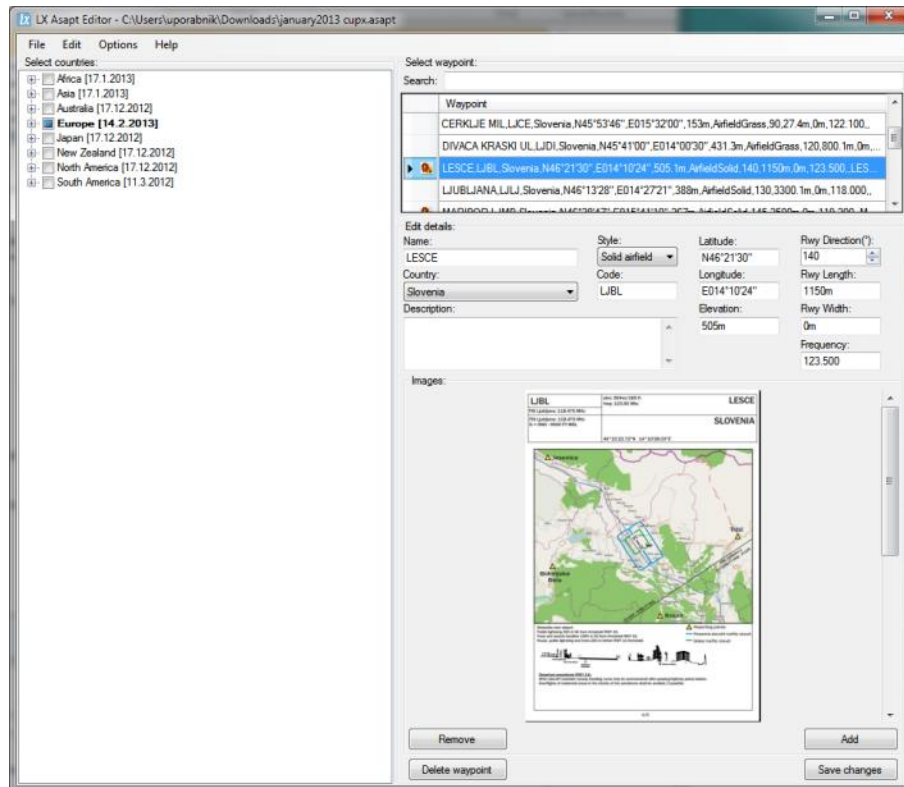 LX Asapt Editor - C:\Users\uporabnik\Downloads\january2013 cupx.asapt
File Edit Options Help
Select countries:
Africa [17.1.2013]
Asia [17.1.2013]
Australia [17.12.2012]
Europe [14.2.2013]
Japan [17.12.2012]
New Zealand [17.12.2012]
North America [17.12.2012]
South America [11.3.2012]
Select waypoint:
Search:
Waypoint
CERKLJE MIL,LJCE,Slovenia,N45°53'46",E015°32'00",153m,AirfieldGrass,90,27.4m,0m,122.100,,
DIVACA KRASKI UL,LJDI,Slovenia,N45°41'00",E014°00'30",431.3m,AirfieldGrass,120,800.1m,0m,...
LESCE,LJBL,Slovenia,N46°21'30",E014°10'24",505.1m,AirfieldSolid,140,1150m,0m,123.500,,LES...
LJUBLJANA,LJLJ,Slovenia,N46°13'28",E014°27'21",388m,AirfieldSolid,130,3300.1m,0m,118.000,,
Edit details:
Name: Style: Latitude: Rwy Direction(°):
LESCE Solid airfield N46°21'30" 140
Country: Code: Longitude: Rwy Length:
Slovenia LJBL E014°10'24" 1150m
Description: Elevation: Rwy Width:
505m 0m
Frequency:
123.500
Images:
LJBL LESCE
SLOVENIA
Remove Add
Delete waypoint Save changes